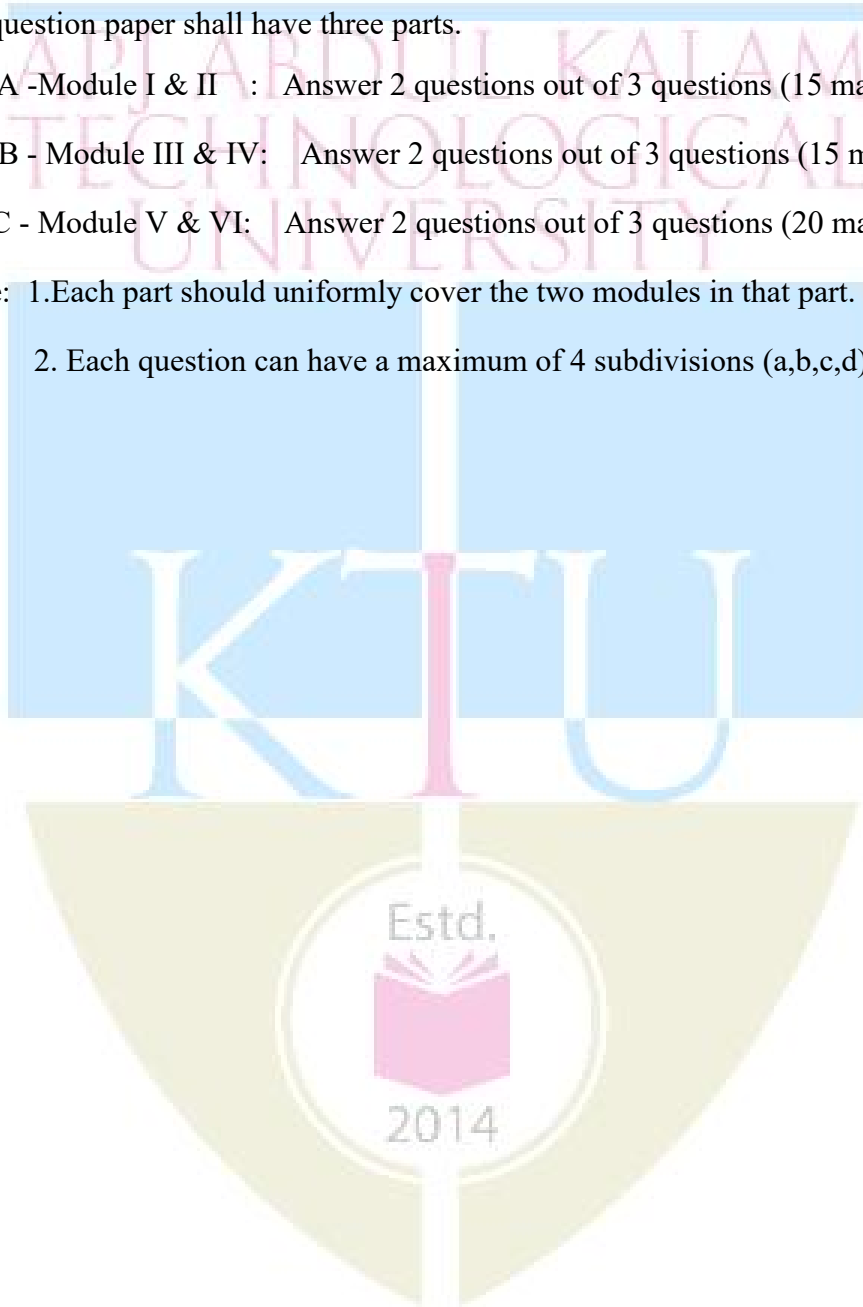 question paper shall have three parts.
APJ ABDUL KALAM
A -Module I & II : Answer 2 questions out of 3 questions (15 ma
TECHNOLOGICAL
B - Module III & IV: Answer 2 questions out of 3 questions (15 m
UNIVERSITY
C - Module V & VI: Answer 2 questions out of 3 questions (20 ma
e: 1.Each part should uniformly cover the two modules in that part.
2. Each question can have a maximum of 4 subdivisions (a,b,c,d)
KTU
Estd.
2014